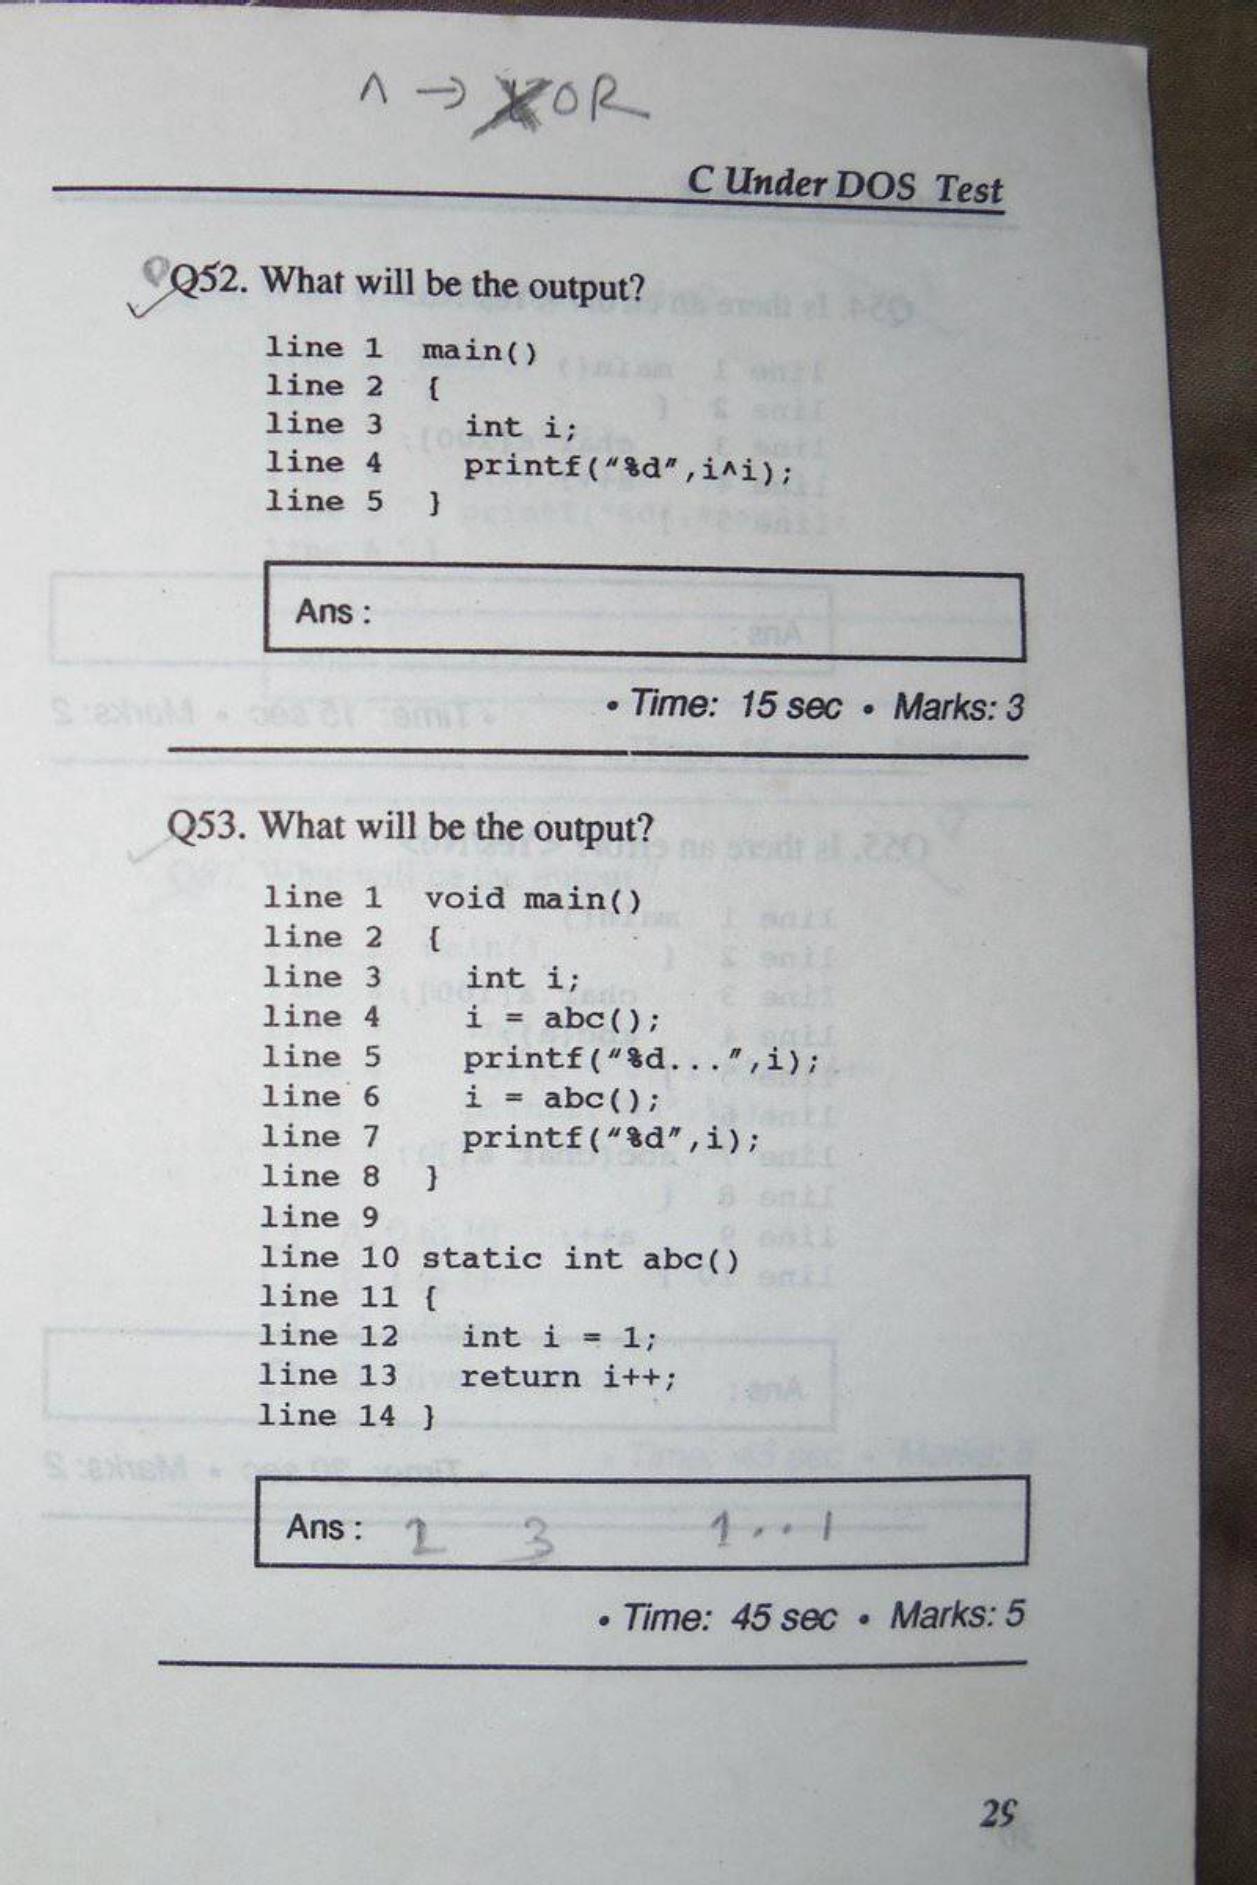 ^ → XOR
C Under DOS Test
Q52. What will be the output?
line 1 main()
line 2 {
line 3 int i;
line 4 printf("%d",i^i);
line 5 }
Ans :
• Time: 15 sec • Marks: 3
Q53. What will be the output?
line 1 void main()
line 2 {
line 3 int i;
line 4 i = abc();
line 5 printf("%d...",i);
line 6 i = abc();
line 7 printf("%d",i);
line 8 }
line 9
line 10 static int abc()
line 11 {
line 12 int i = 1;
line 13 return i++;
line 14 }
Ans : 2 3 1...1
• Time: 45 sec • Marks: 5
29